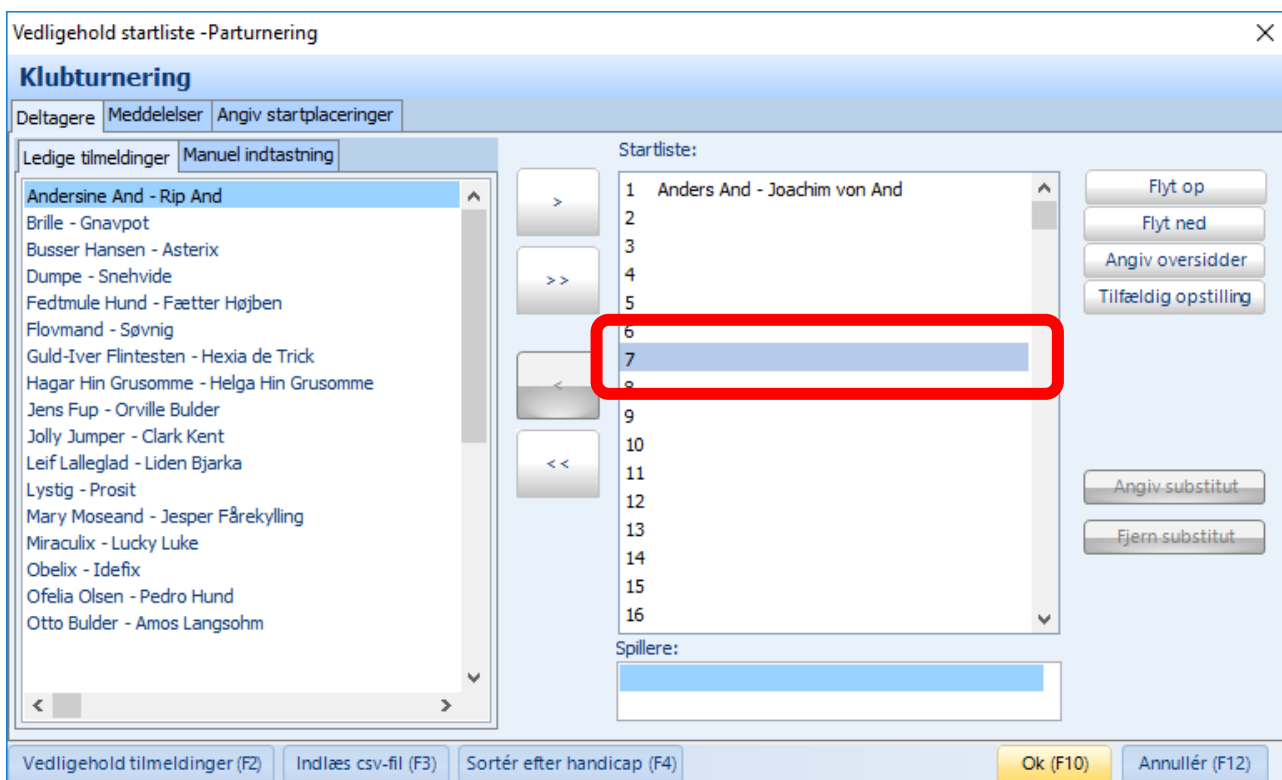 Vedligehold startliste -Parturnering
Klubturnering
Deltagere Meddelelser Angiv startplaceringer
Ledige tilmeldinger Manuel indtastning
Andersine And - Rip And
Brille - Gnavpot
Busser Hansen - Asterix
Dumpe - Snehvide
Fedtmule Hund - Fætter Højben
Flovmand - Søvnig
Guld-Iver Flintesten - Hexia de Trick
Hagar Hin Grusomme - Helga Hin Grusomme
Jens Fup - Orville Bulder
Jolly Jumper - Clark Kent
Leif Lalleglad - Liden Bjarka
Lystig - Prosit
Mary Moseand - Jesper Fårekylling
Miraculix - Lucky Luke
Obelix - Idefix
Ofelia Olsen - Pedro Hund
Otto Bulder - Amos Langsohm
>
>>
<
<<
Startliste:
1 Anders And - Joachim von And
2
3
4
5
6
7
8
9
10
11
12
13
14
15
16
Spillere:
Flyt op
Flyt ned
Angiv oversidder
Tilfældig opstilling
Angiv substitut
Fjern substitut
Vedligehold tilmeldinger (F2) Indlæs csv-fil (F3) Sortér efter handicap (F4) Ok (F10) Annullér (F12)